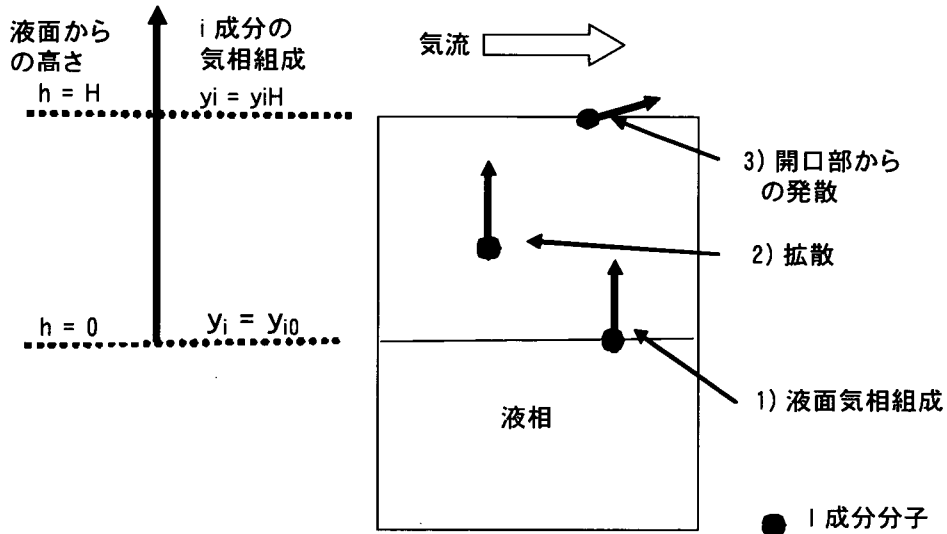 液面から
の高さ
i 成分の
気相組成
気流
h = H
yi = yiH
3) 開口部から
の発散
2) 拡散
h = 0
yi = yi0
1) 液面気相組成
液相
I 成分分子